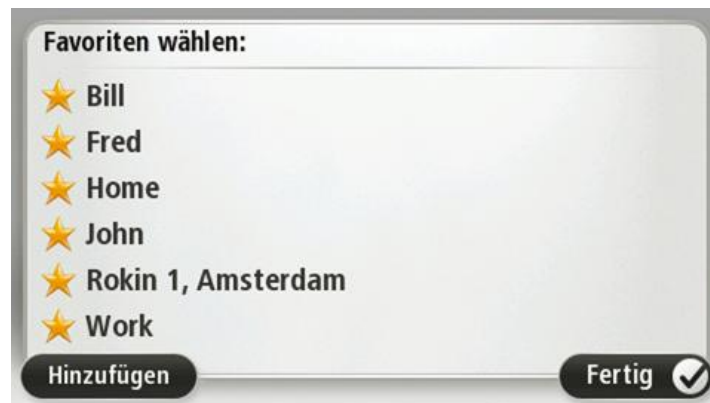 Favoriten wählen:
Bill
Fred
Home
John
Rokin 1, Amsterdam
Work
Hinzufügen
Fertig